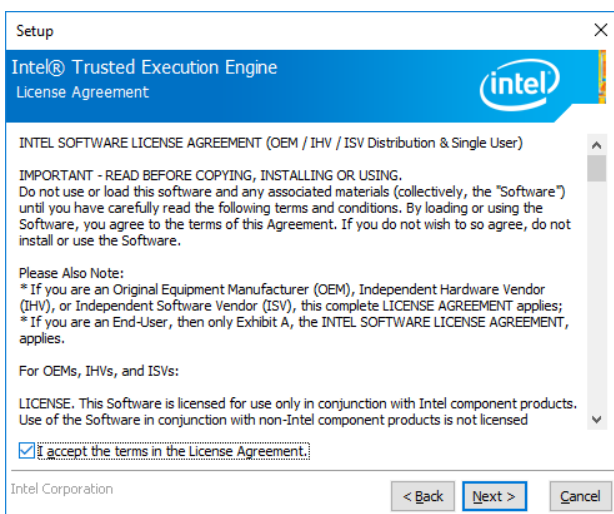 Setup
Intel® Trusted Execution Engine
License Agreement
intel
INTEL SOFTWARE LICENSE AGREEMENT (OEM / IHV / ISV Distribution & Single User)
IMPORTANT - READ BEFORE COPYING, INSTALLING OR USING.
Do not use or load this software and any associated materials (collectively, the "Software")
until you have carefully read the following terms and conditions. By loading or using the
Software, you agree to the terms of this Agreement. If you do not wish to so agree, do not
install or use the Software.
Please Also Note:
* If you are an Original Equipment Manufacturer (OEM), Independent Hardware Vendor
(IHV), or Independent Software Vendor (ISV), this complete LICENSE AGREEMENT applies;
* If you are an End-User, then only Exhibit A, the INTEL SOFTWARE LICENSE AGREEMENT,
applies.
For OEMs, IHVs, and ISVs:
LICENSE. This Software is licensed for use only in conjunction with Intel component products.
Use of the Software in conjunction with non-Intel component products is not licensed
I accept the terms in the License Agreement.
Intel Corporation
< Back Next > Cancel